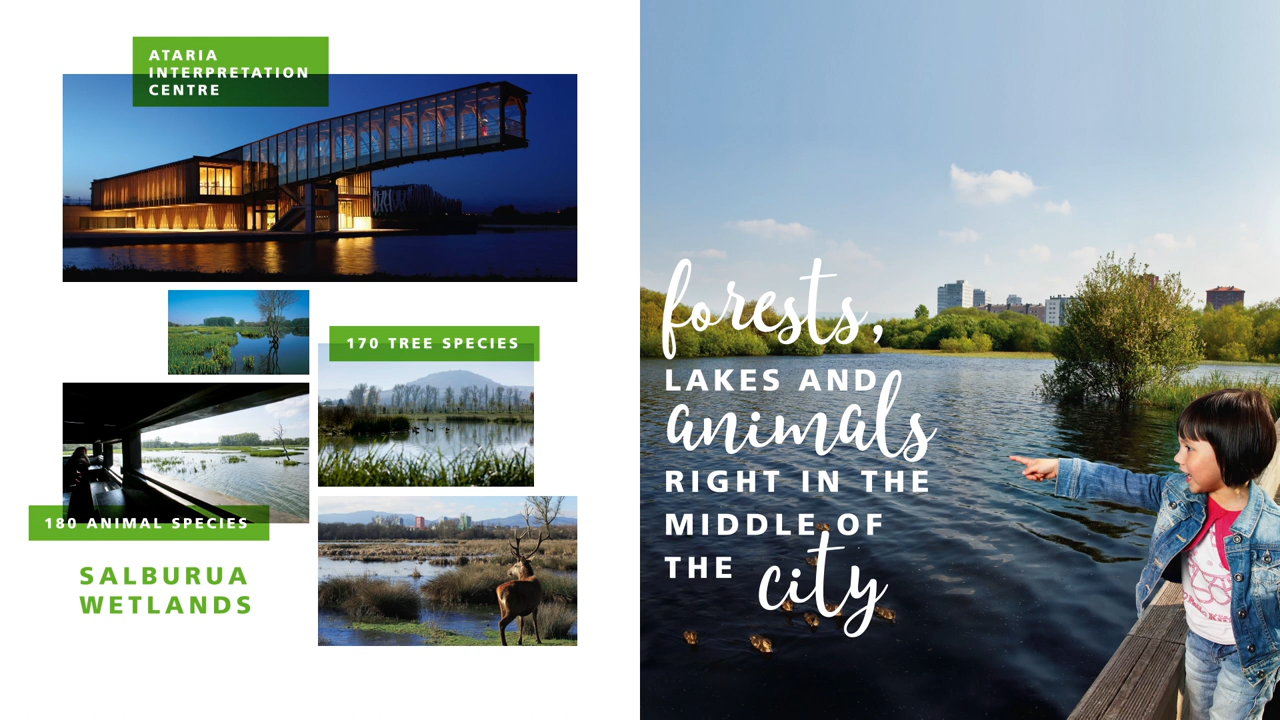 ATARIA
INTERPRETATION
CENTRE
170 TREE SPECIES
180 ANIMAL SPECIES
SALBURUA
WETLANDS
forests,
LAKES AND
animals
RIGHT IN THE
MIDDLE OF
THE city